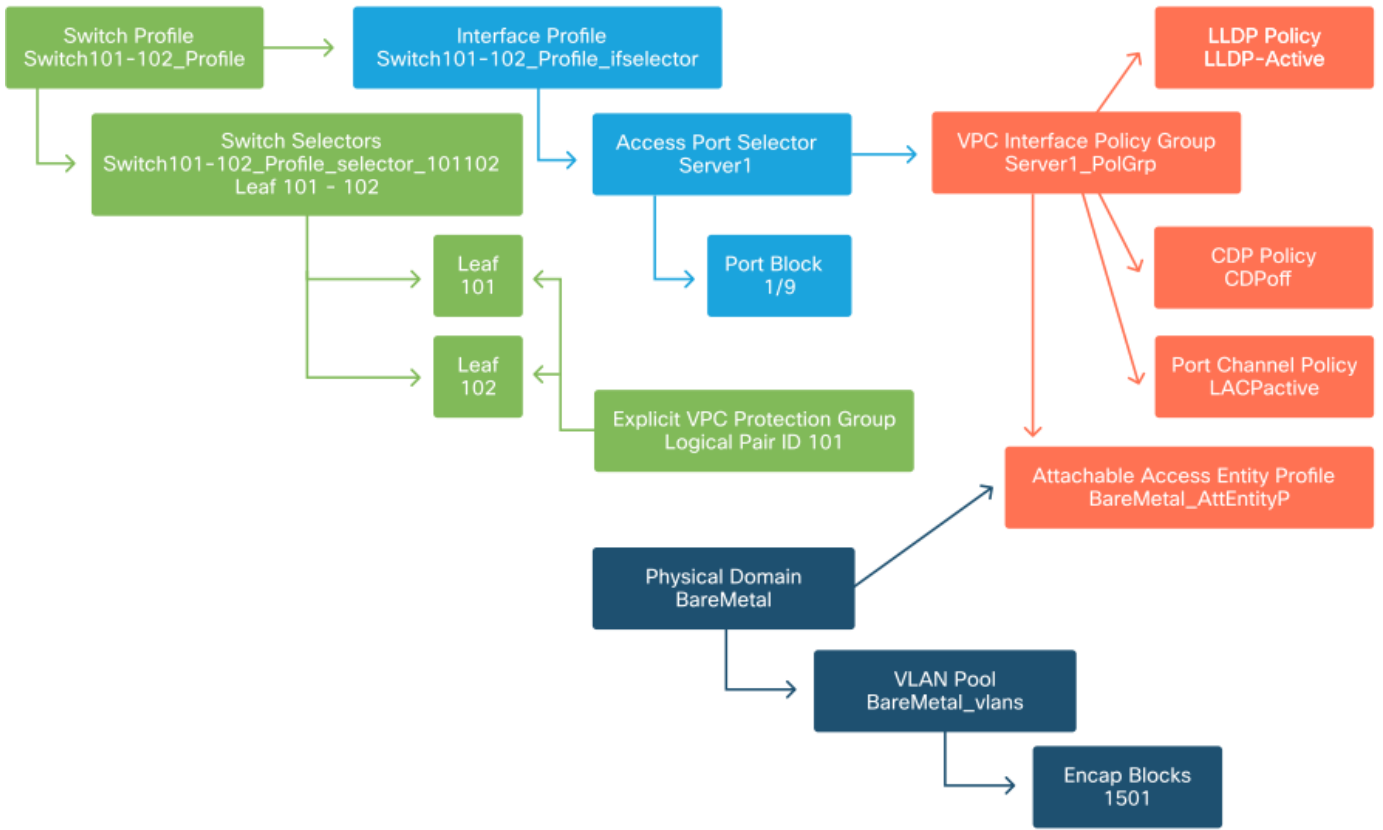 Switch Profile
Switch101-102_Profile
Interface Profile
Switch101-102_Profile_ifselector
LLDP Policy
LLDP-Active
Switch Selectors
Switch101-102_Profile_selector_101102
Leaf 101 - 102
Access Port Selector
Server1
VPC Interface Policy Group
Server1_PolGrp
Leaf
101
Port Block
1/9
CDP Policy
CDPoff
Leaf
102
Port Channel Policy
LACPactive
Explicit VPC Protection Group
Logical Pair ID 101
Attachable Access Entity Profile
BareMetal_AttEntityP
Physical Domain
BareMetal
VLAN Pool
BareMetal_vlans
Encap Blocks
1501